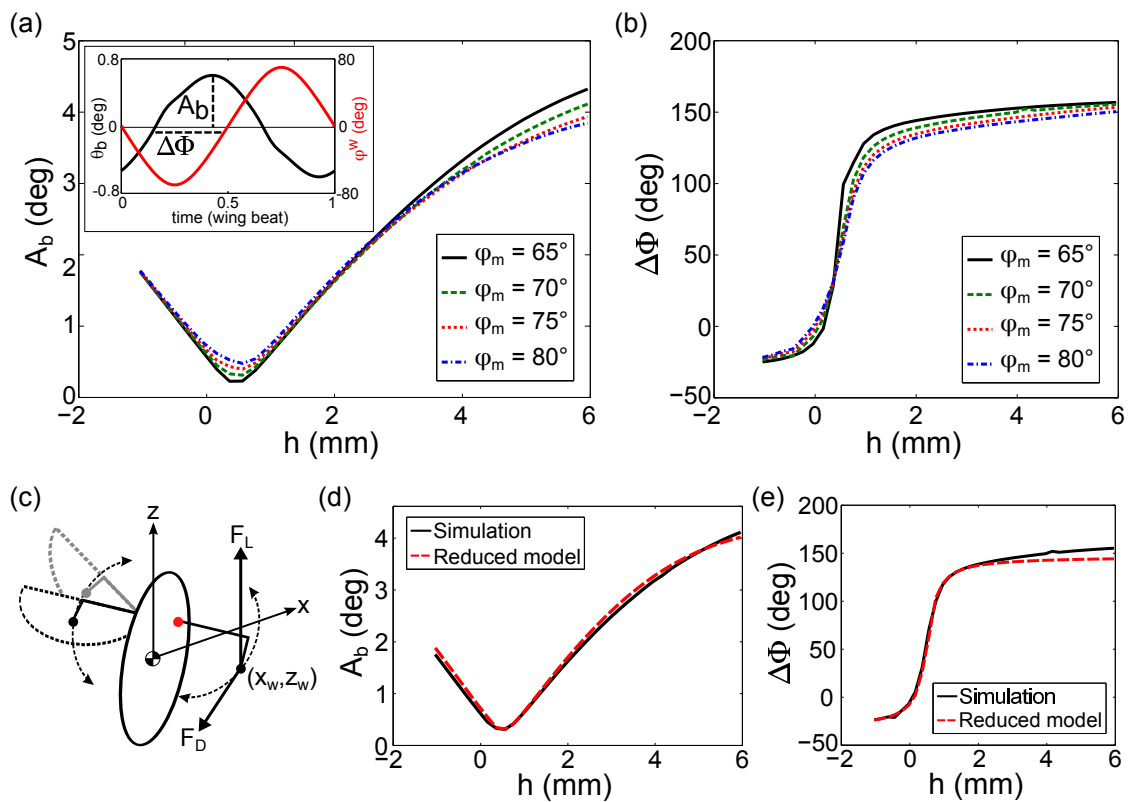 (a)
5
4
3
2
1
0
A_b (deg)
−2
0
2
4
6
h (mm)
0.8
0
-0.8
θ_b (deg)
80
0
-80
φ^w (deg)
A_b
ΔΦ
0
0.5
1
time (wing beat)
φ_m = 65°
φ_m = 70°
φ_m = 75°
φ_m = 80°
(b)
200
150
100
50
0
−50
ΔΦ (deg)
−2
0
2
4
6
h (mm)
φ_m = 65°
φ_m = 70°
φ_m = 75°
φ_m = 80°
(c)
z
F_L
x
(x_w,z_w)
F_D
(d)
4
3
2
1
0
A_b (deg)
Simulation
Reduced model
−2
0
2
4
6
h (mm)
(e)
200
150
100
50
0
−50
ΔΦ (deg)
Simulation
Reduced model
−2
0
2
4
6
h (mm)